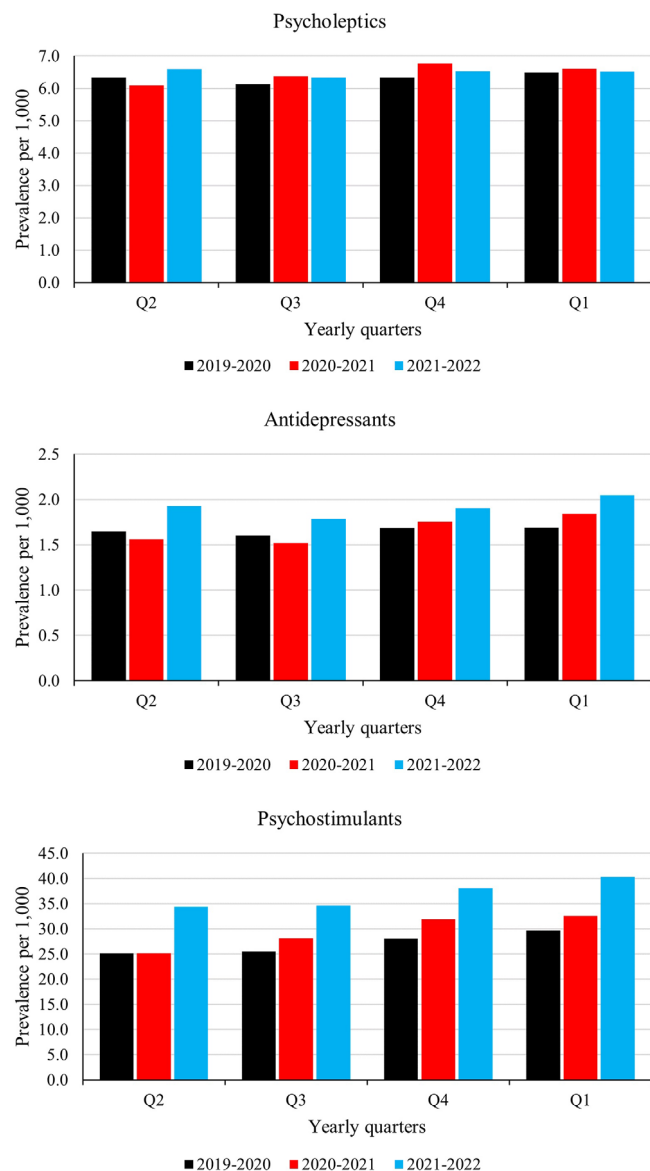 Psycholeptics
Prevalence per 1,000
7.0
6.0
5.0
4.0
3.0
2.0
1.0
0.0
Q2 Q3 Q4 Q1
Yearly quarters
2019-2020 2020-2021 2021-2022
Antidepressants
Prevalence per 1,000
2.5
2.0
1.5
1.0
0.5
0.0
Q2 Q3 Q4 Q1
Yearly quarters
2019-2020 2020-2021 2021-2022
Psychostimulants
Prevalence per 1,000
45.0
40.0
35.0
30.0
25.0
20.0
15.0
10.0
5.0
0.0
Q2 Q3 Q4 Q1
Yearly quarters
2019-2020 2020-2021 2021-2022